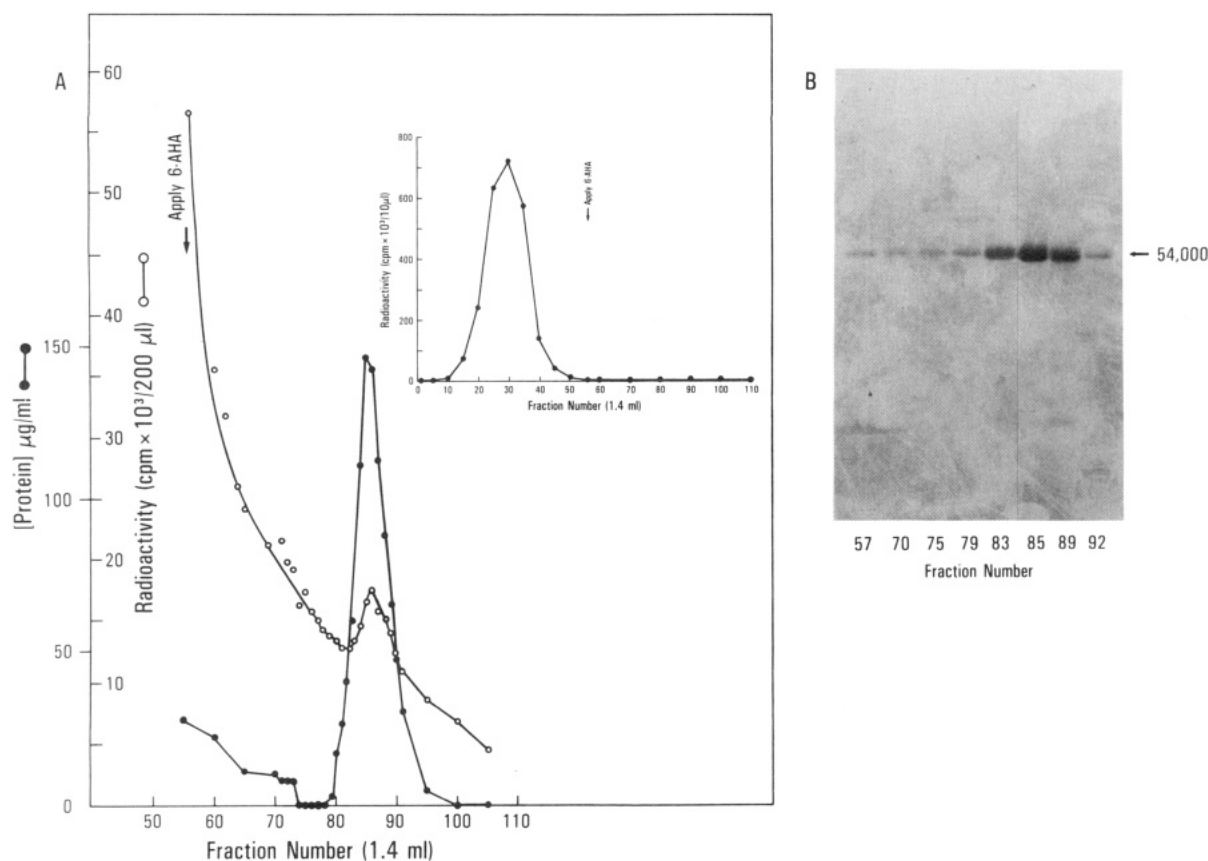 A
[Protein] μg/ml
Radioactivity (cpm × 10³/200 μl)
60
50
40
30
20
10
150
100
50
0
Apply 6-AHA
50 60 70 80 90 100 110
Fraction Number (1.4 ml)
Radioactivity (cpm × 10³/10μl)
800
600
400
200
0
Apply 6-AHA
0 10 20 30 40 50 60 70 80 90 100 110
Fraction Number (1.4 ml)
B
54,000
57 70 75 79 83 85 89 92
Fraction Number